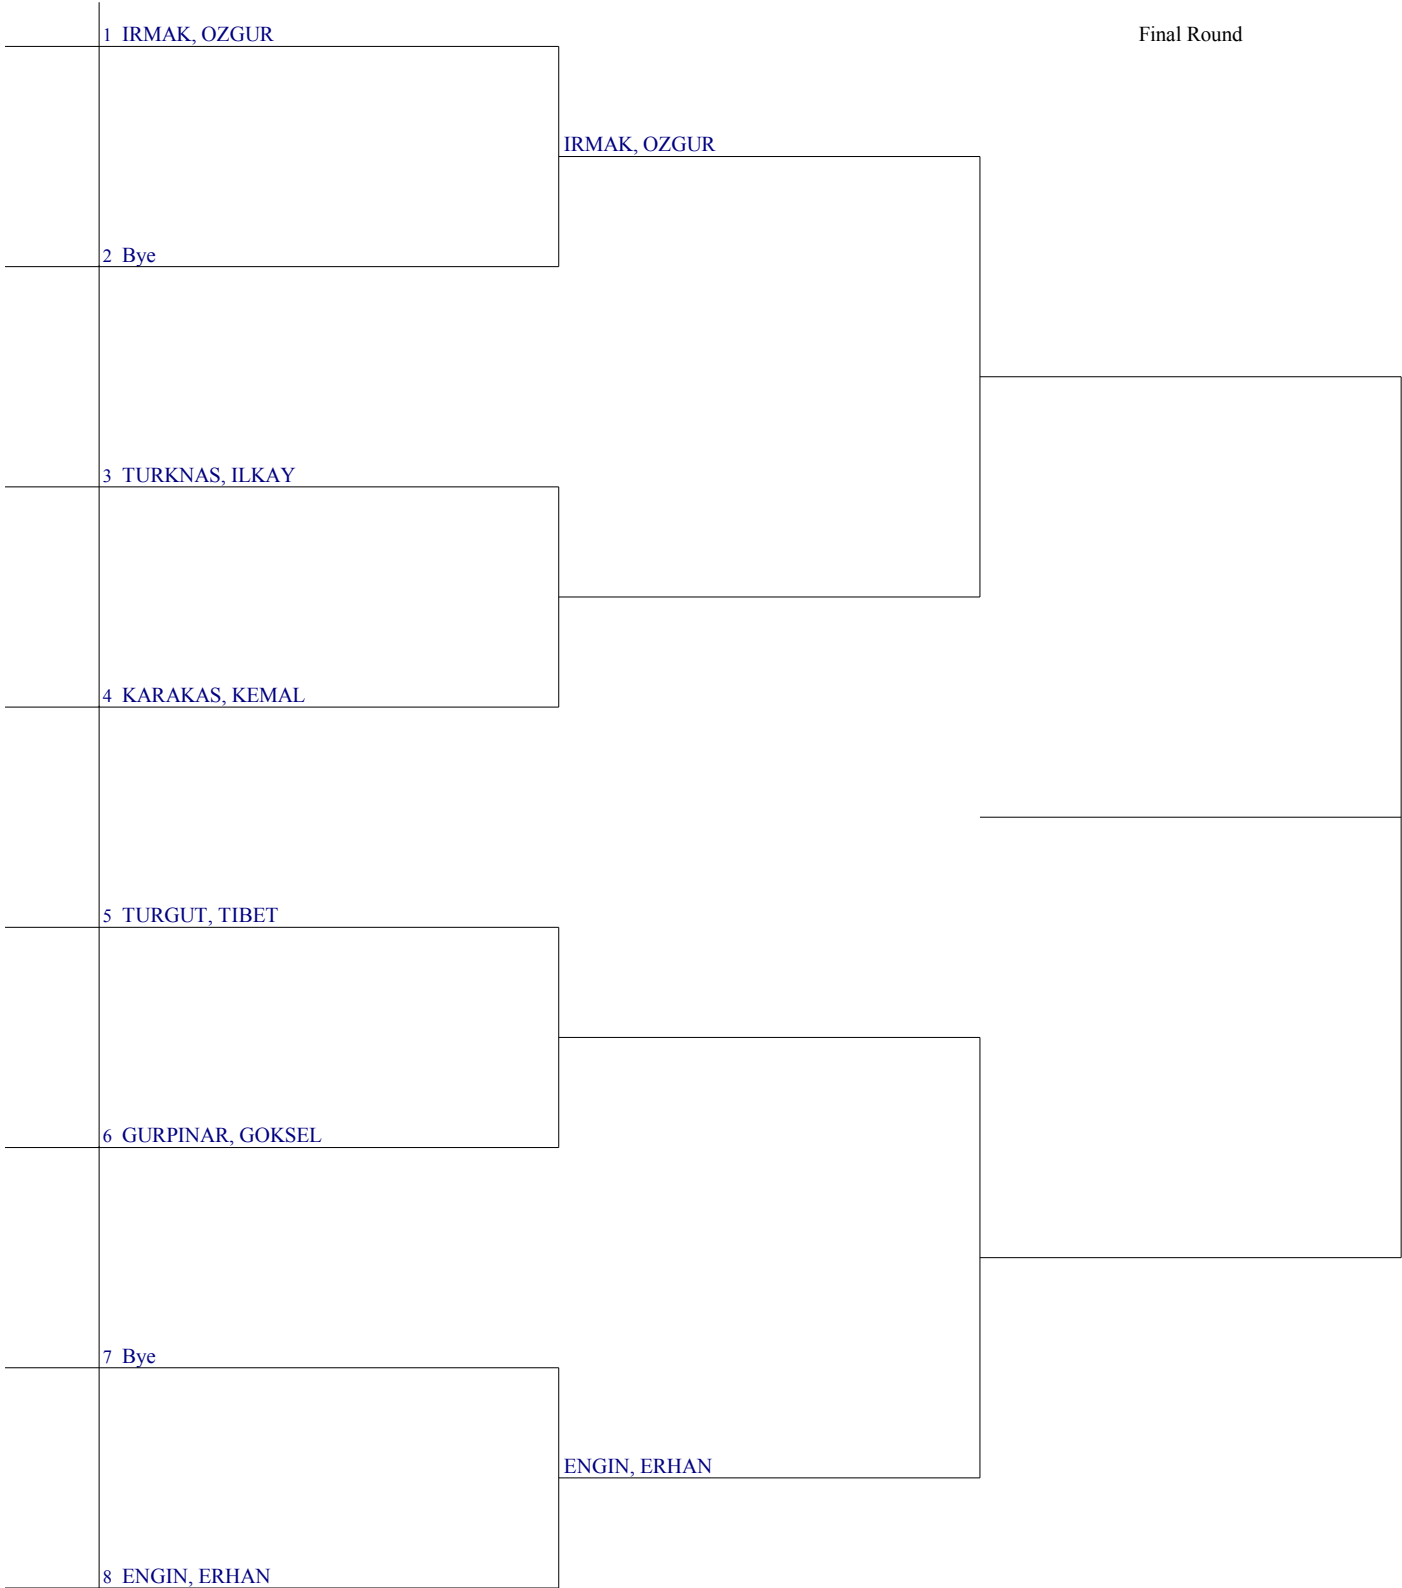 1 IRMAK, OZGUR
Final Round
IRMAK, OZGUR
2 Bye
3 TURKNAS, ILKAY
4 KARAKAS, KEMAL
5 TURGUT, TIBET
6 GURPINAR, GOKSEL
7 Bye
ENGIN, ERHAN
8 ENGIN, ERHAN